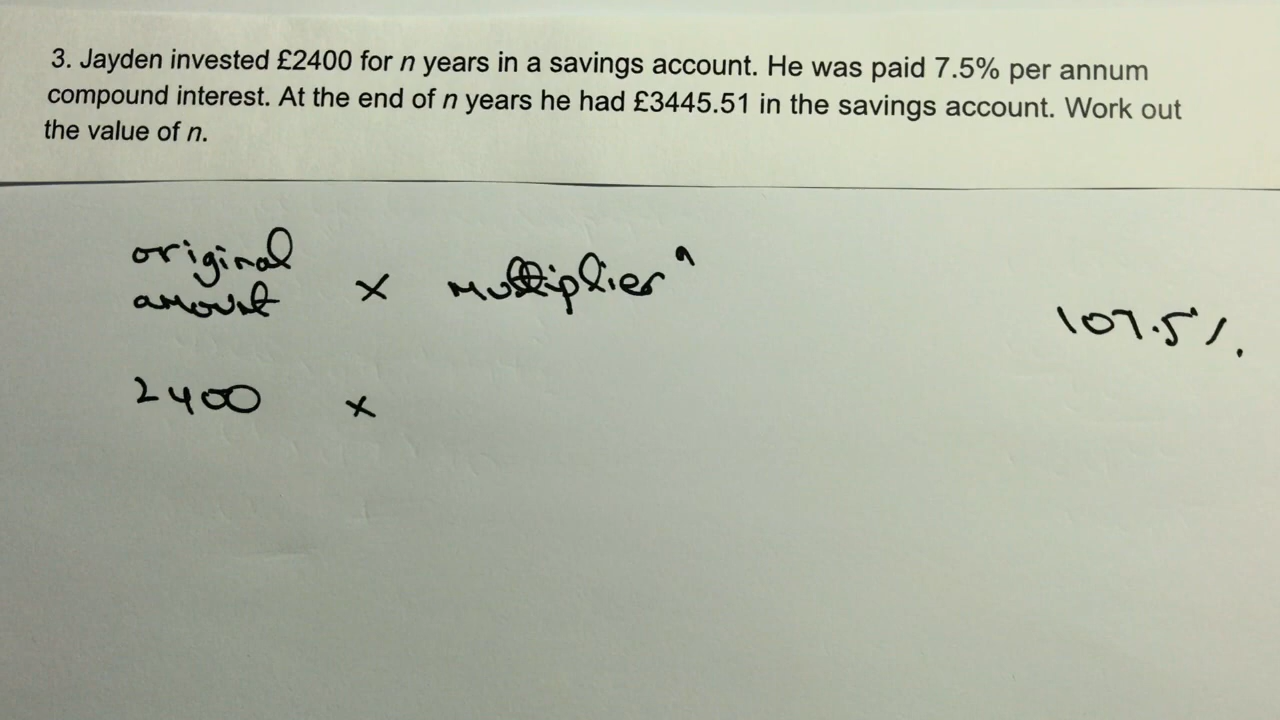 3. Jayden invested £2400 for n years in a savings account. He was paid 7.5% per annum
compound interest. At the end of n years he had £3445.51 in the savings account. Work out
the value of n.
original
amount × multiplierⁿ
107.5%.
2400 ×